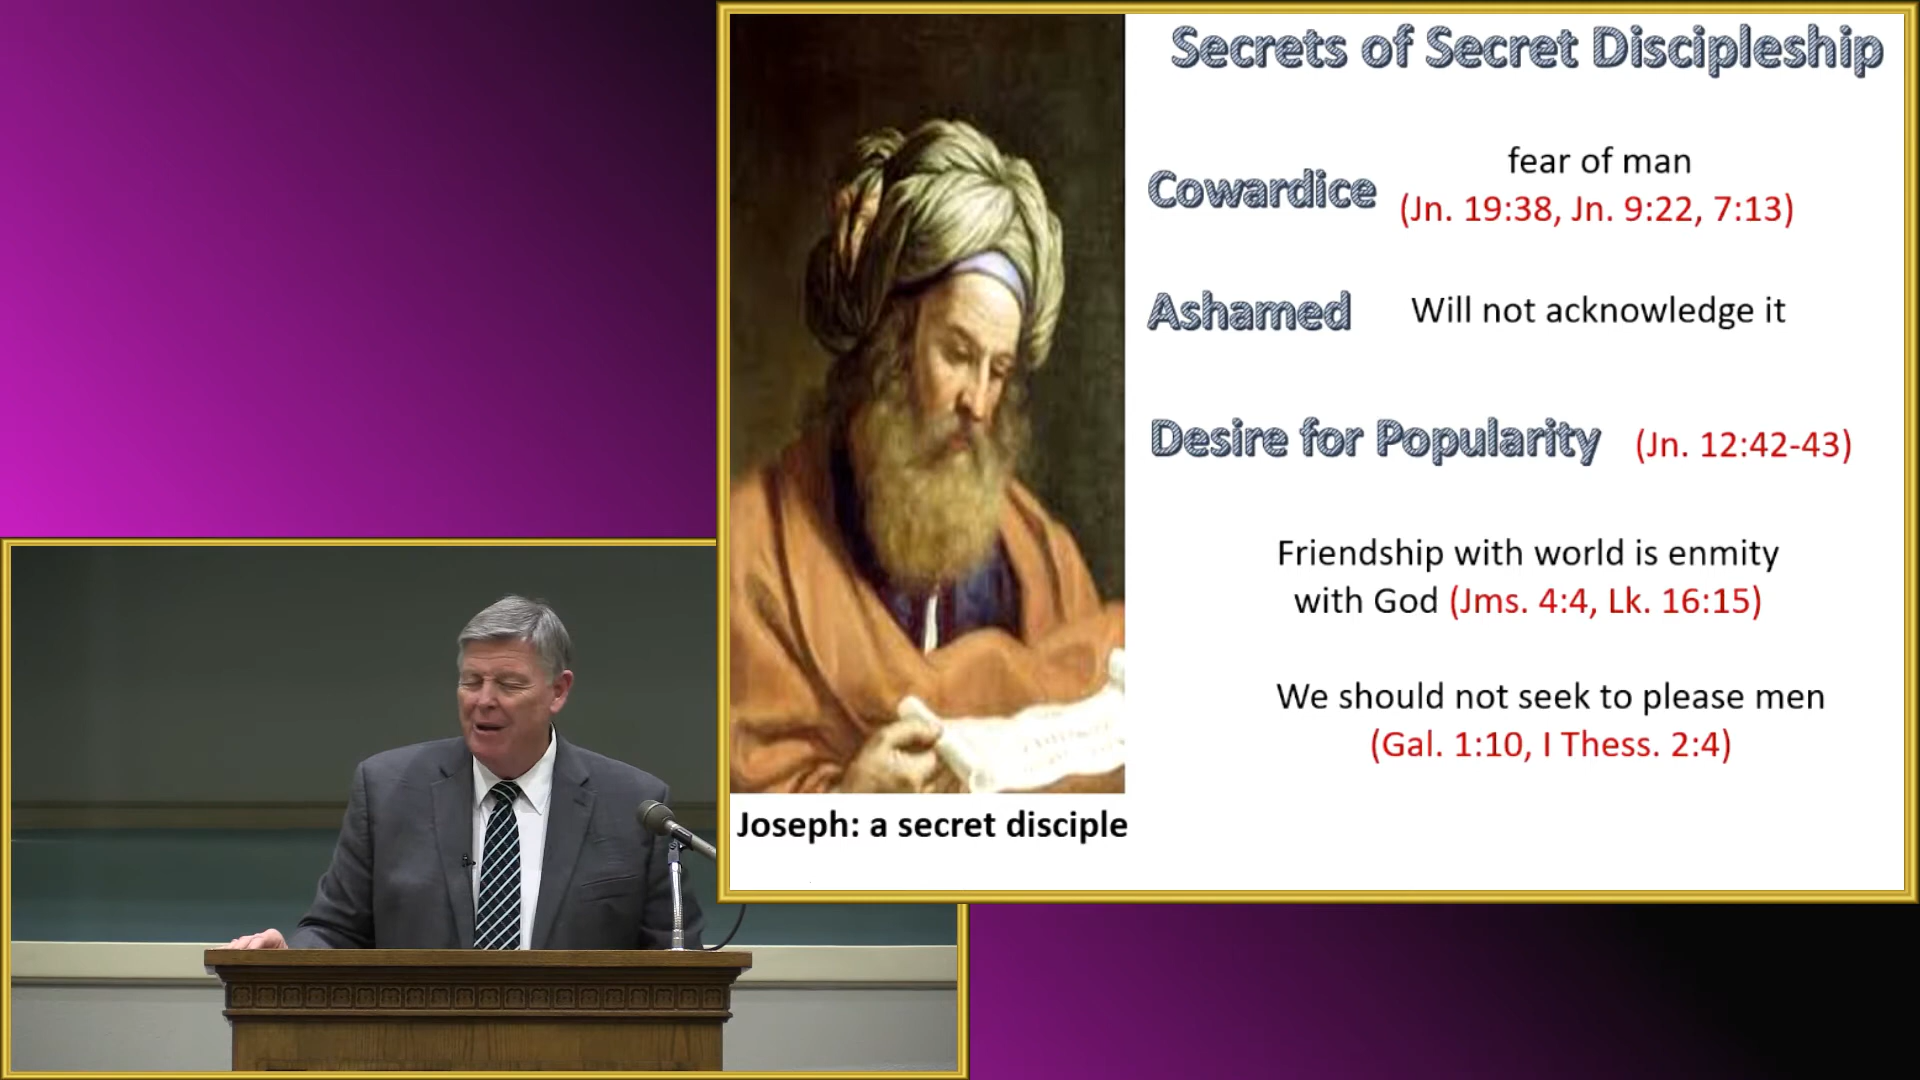 Secrets of Secret Discipleship
Cowardice
fear of man
(Jn. 19:38, Jn. 9:22, 7:13)
Ashamed
Will not acknowledge it
Desire for Popularity
(Jn. 12:42-43)
Friendship with world is enmity
with God (Jms. 4:4, Lk. 16:15)
We should not seek to please men
(Gal. 1:10, I Thess. 2:4)
Joseph: a secret disciple